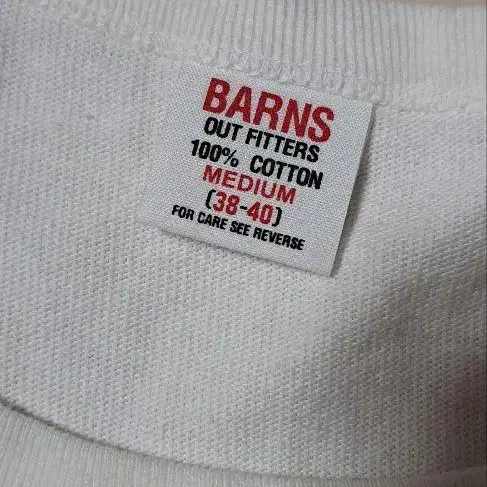 BARNS
OUT FITTERS
100% COTTON
MEDIUM
(38-40)
FOR CARE SEE REVERSE